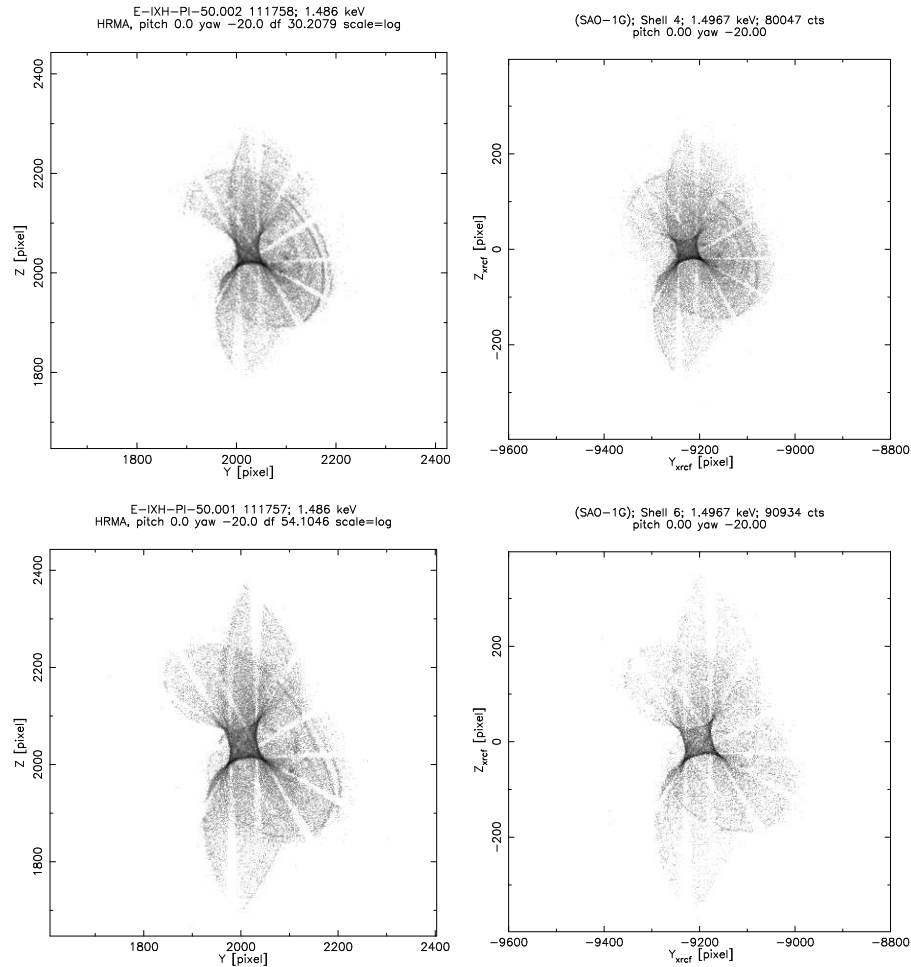 E-IXH-PI-50.002 111758; 1.486 keV
HRMA, pitch 0.0 yaw -20.0 df 30.2079 scale=log
2400
2200
2000
1800
Z [pixel]
1800
2000
2200
2400
Y [pixel]
(SAO-1G); Shell 4; 1.4967 keV; 80047 cts
pitch 0.00 yaw -20.00
200
0
-200
Zxrcf [pixel]
-9600
-9400
-9200
-9000
-8800
Yxrcf [pixel]
E-IXH-PI-50.001 111757; 1.486 keV
HRMA, pitch 0.0 yaw -20.0 df 54.1046 scale=log
2400
2200
2000
1800
Z [pixel]
1800
2000
2200
2400
Y [pixel]
(SAO-1G); Shell 6; 1.4967 keV; 90934 cts
pitch 0.00 yaw -20.00
200
0
-200
Zxrcf [pixel]
-9600
-9400
-9200
-9000
-8800
Yxrcf [pixel]